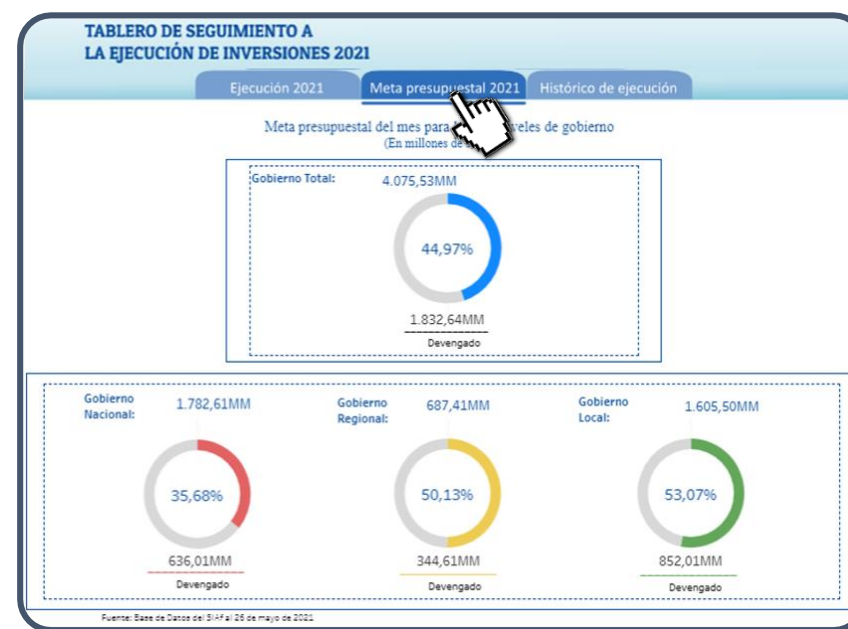 TABLERO DE SEGUIMIENTO A
LA EJECUCIÓN DE INVERSIONES 2021
Ejecución 2021
Meta presupuestal 2021
Histórico de ejecución
Meta presupuestal del mes para de gobierno
(En millones de
Gobierno Total:
4.075,53MM
44,97%
1.832,64MM
Devengado
Gobierno
Nacional:
1.782,61MM
35,68%
636,01MM
Devengado
Gobierno
Regional:
687,41MM
50,13%
344,61MM
Devengado
Gobierno
Local:
1.605,50MM
53,07%
852,01MM
Devengado
Fuente: Base de Datos del SIAf al 26 de mayo de 2021